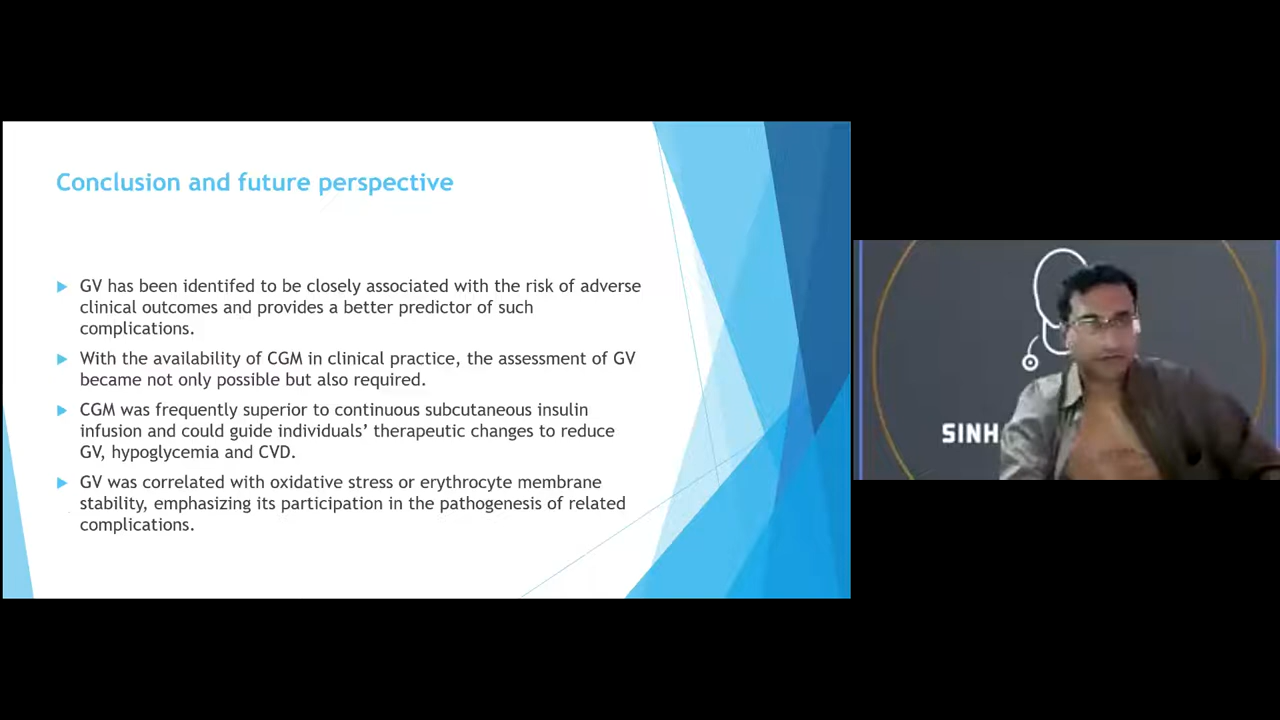 Conclusion and future perspective
GV has been identifed to be closely associated with the risk of adverse
clinical outcomes and provides a better predictor of such
complications.
With the availability of CGM in clinical practice, the assessment of GV
became not only possible but also required.
CGM was frequently superior to continuous subcutaneous insulin
infusion and could guide individuals’ therapeutic changes to reduce
GV, hypoglycemia and CVD.
GV was correlated with oxidative stress or erythrocyte membrane
stability, emphasizing its participation in the pathogenesis of related
complications.
SINH